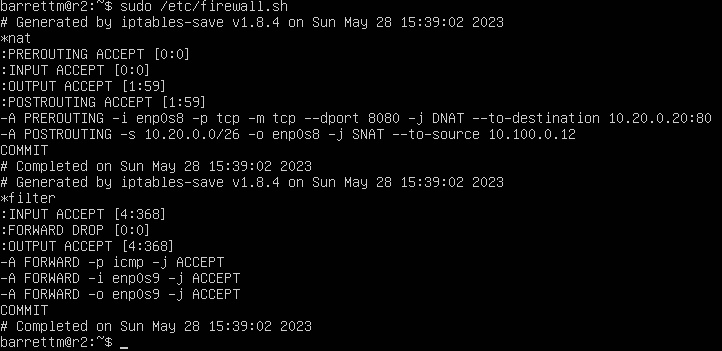 barrettm@r2:~$ sudo /etc/firewall.sh
# Generated by iptables-save v1.8.4 on Sun May 28 15:39:02 2023
*nat
:PREROUTING ACCEPT [0:0]
:INPUT ACCEPT [0:0]
:OUTPUT ACCEPT [1:59]
:POSTROUTING ACCEPT [1:59]
-A PREROUTING -i enp0s8 -p tcp -m tcp --dport 8080 -j DNAT --to-destination 10.20.0.20:80
-A POSTROUTING -s 10.20.0.0/26 -o enp0s8 -j SNAT --to-source 10.100.0.12
COMMIT
# Completed on Sun May 28 15:39:02 2023
# Generated by iptables-save v1.8.4 on Sun May 28 15:39:02 2023
*filter
:INPUT ACCEPT [4:368]
:FORWARD DROP [0:0]
:OUTPUT ACCEPT [4:368]
-A FORWARD -p icmp -j ACCEPT
-A FORWARD -i enp0s9 -j ACCEPT
-A FORWARD -o enp0s9 -j ACCEPT
COMMIT
# Completed on Sun May 28 15:39:02 2023
barrettm@r2:~$ _